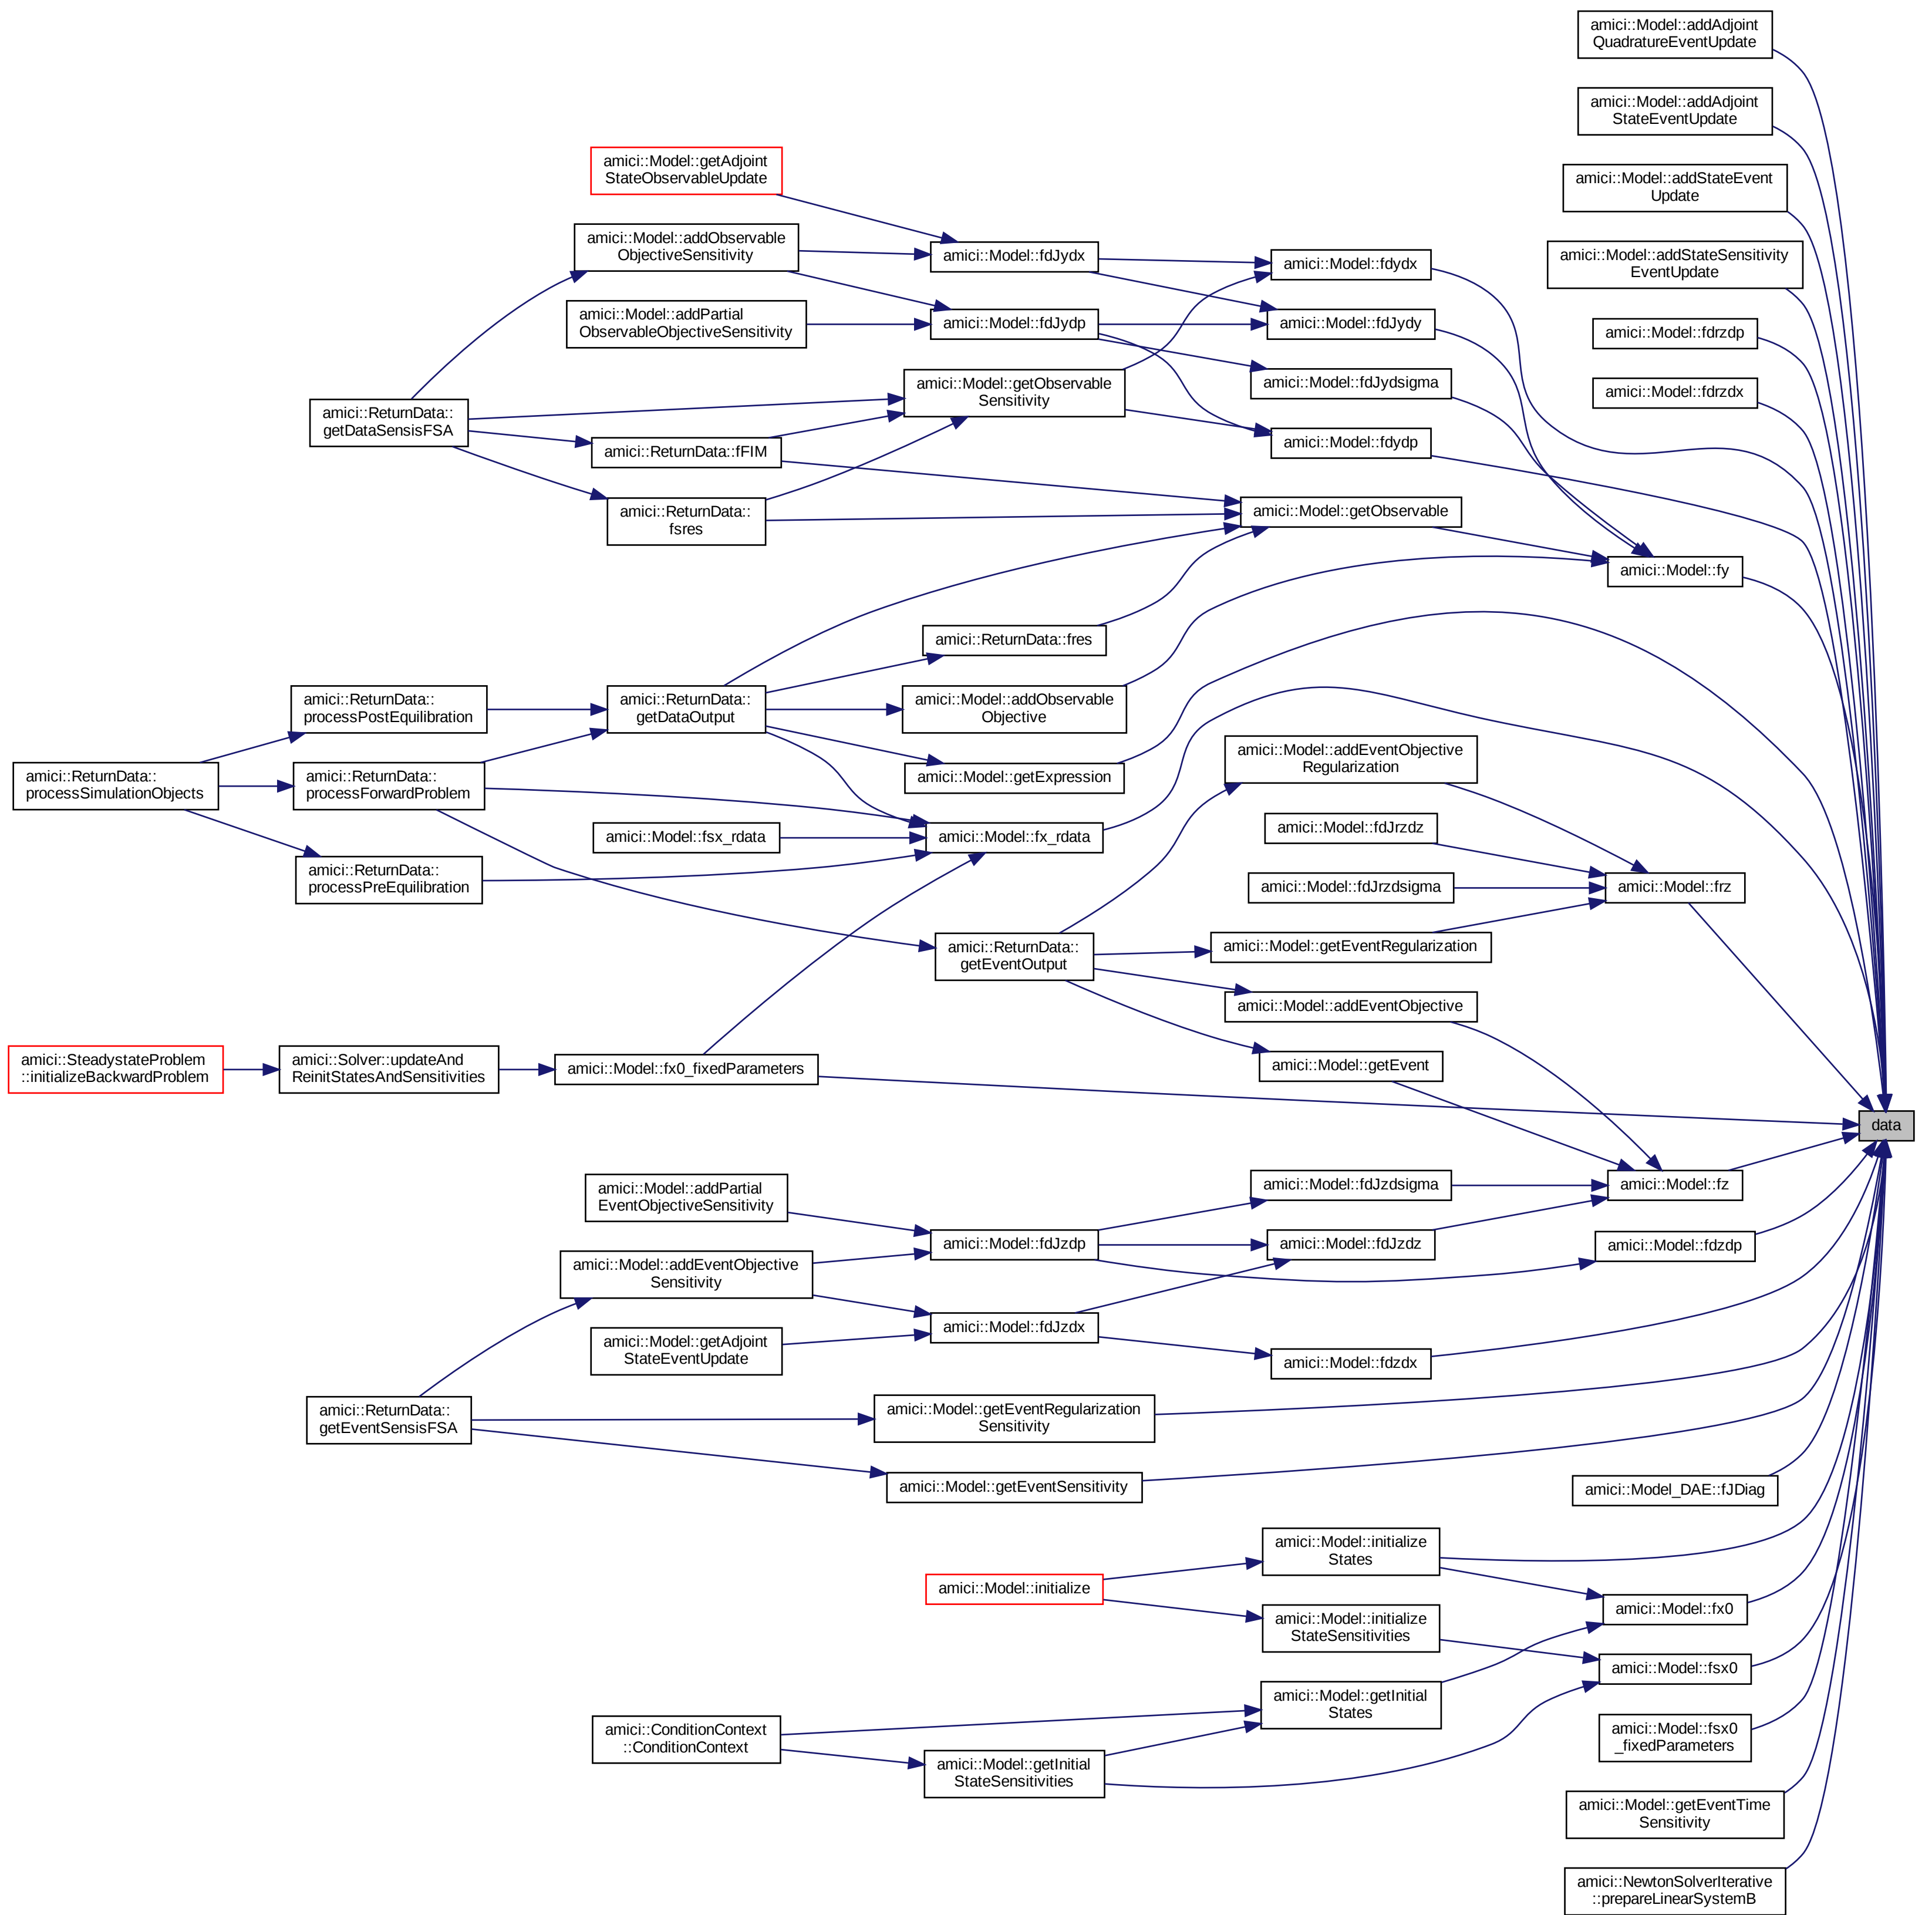 amici::Model::addAdjoint
QuadratureEventUpdate
amici::Model::addAdjoint
StateEventUpdate
amici::Model::getAdjoint
StateObservableUpdate
amici::Model::addStateEvent
Update
amici::Model::addObservable
ObjectiveSensitivity
amici::Model::fdJydx
amici::Model::fdydx
amici::Model::addStateSensitivity
EventUpdate
amici::Model::addPartial
ObservableObjectiveSensitivity
amici::Model::fdJydp
amici::Model::fdJydy
amici::Model::fdrzdp
amici::Model::getObservable
Sensitivity
amici::Model::fdJydsigma
amici::Model::fdrzdx
amici::ReturnData::
getDataSensisFSA
amici::ReturnData::fFIM
amici::Model::fdydp
amici::ReturnData::
fsres
amici::Model::getObservable
amici::Model::fy
amici::ReturnData::fres
amici::ReturnData::
processPostEquilibration
amici::ReturnData::
getDataOutput
amici::Model::addObservable
Objective
amici::Model::addEventObjective
Regularization
amici::ReturnData::
processSimulationObjects
amici::ReturnData::
processForwardProblem
amici::Model::getExpression
amici::Model::fsx_rdata
amici::Model::fx_rdata
amici::Model::fdJrzdz
amici::ReturnData::
processPreEquilibration
amici::Model::fdJrzdsigma
amici::Model::frz
amici::ReturnData::
getEventOutput
amici::Model::getEventRegularization
amici::Model::addEventObjective
amici::SteadystateProblem
::initializeBackwardProblem
amici::Solver::updateAnd
ReinitStatesAndSensitivities
amici::Model::fx0_fixedParameters
amici::Model::getEvent
data
amici::Model::addPartial
EventObjectiveSensitivity
amici::Model::fdJzdsigma
amici::Model::fz
amici::Model::fdJzdp
amici::Model::fdJzdz
amici::Model::fdzdp
amici::Model::addEventObjective
Sensitivity
amici::Model::fdJzdx
amici::Model::getAdjoint
StateEventUpdate
amici::Model::fdzdx
amici::ReturnData::
getEventSensisFSA
amici::Model::getEventRegularization
Sensitivity
amici::Model::getEventSensitivity
amici::Model_DAE::fJDiag
amici::Model::initialize
States
amici::Model::initialize
amici::Model::fx0
amici::Model::initialize
StateSensitivities
amici::Model::fsx0
amici::Model::getInitial
States
amici::ConditionContext
::ConditionContext
amici::Model::getInitial
StateSensitivities
amici::Model::fsx0
_fixedParameters
amici::Model::getEventTime
Sensitivity
amici::NewtonSolverIterative
::prepareLinearSystemB